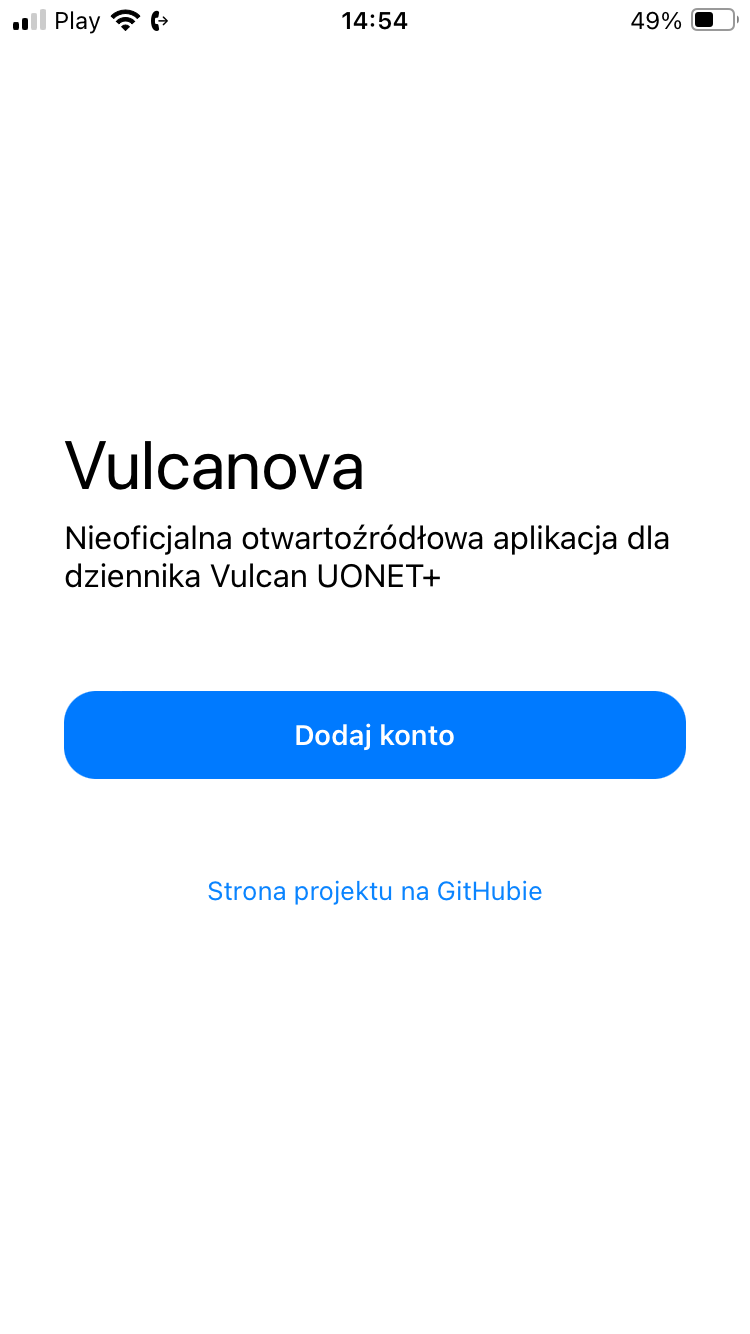 Play 14:54 49%
Vulcanova
Nieoficjalna otwartoźródłowa aplikacja dla
dziennika Vulcan UONET+
Dodaj konto
Strona projektu na GitHubie